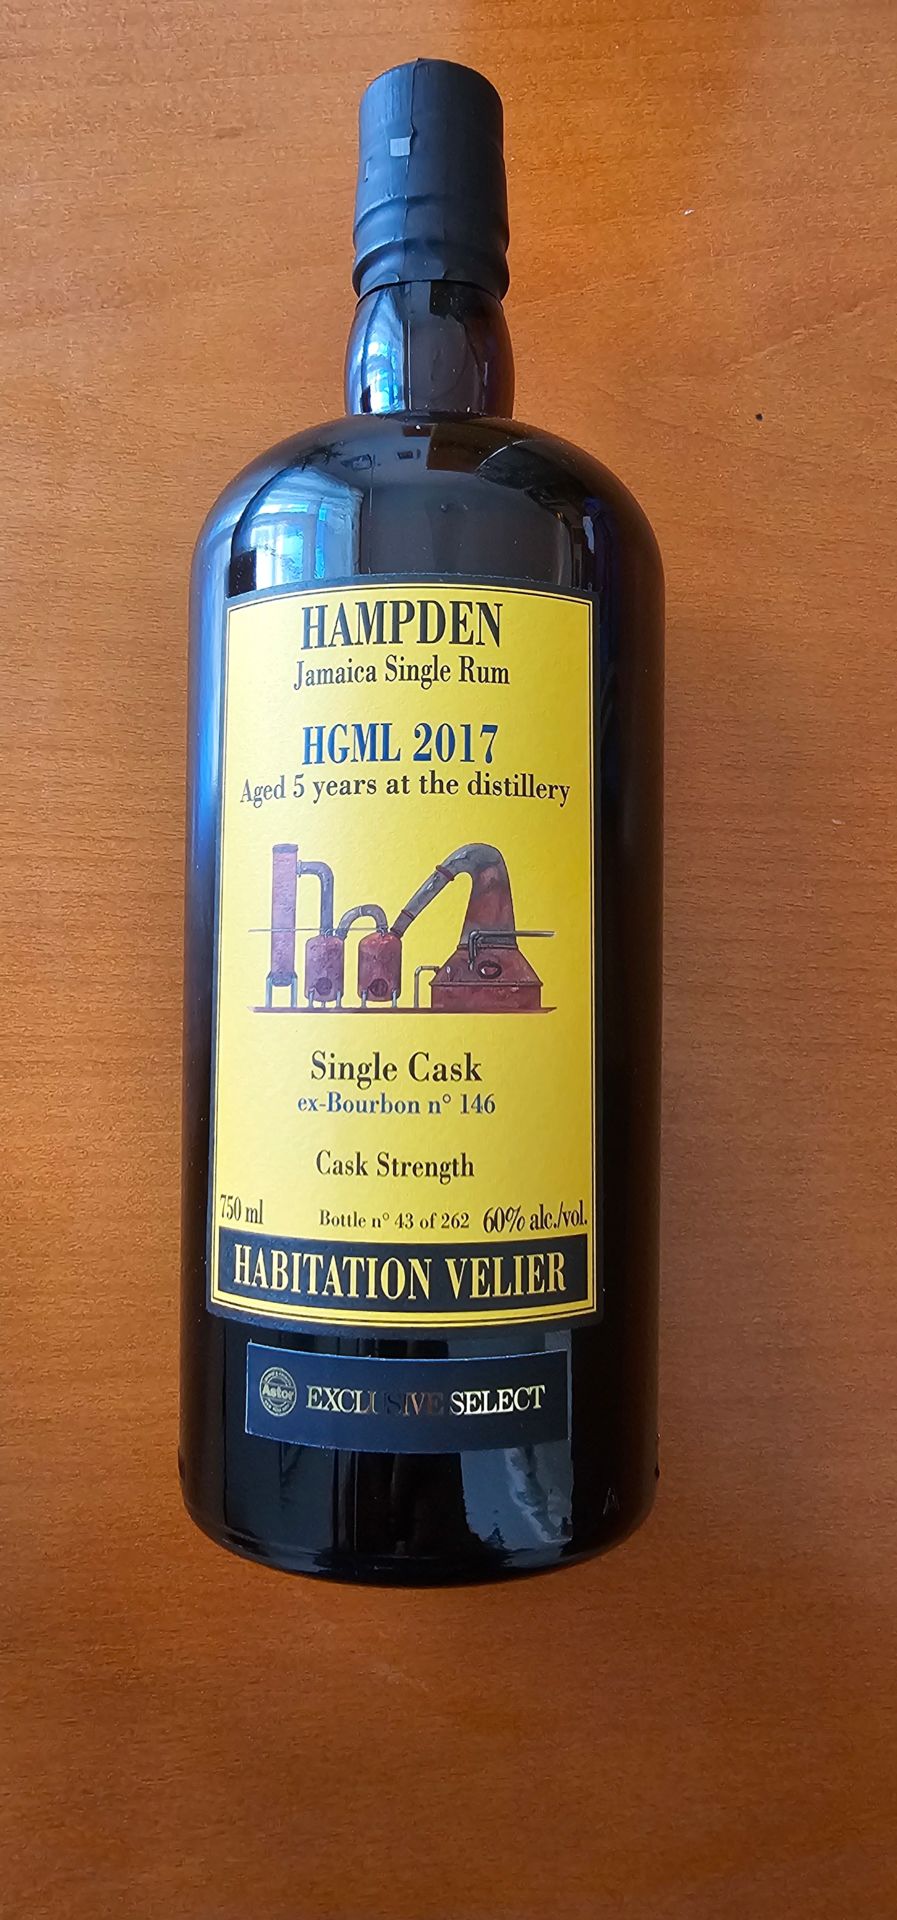 HAMPDEN
Jamaica Single Rum
HGML 2017
Aged 5 years at the distillery
Single Cask
ex-Bourbon n° 146
Cask Strength
750 ml Bottle n° 43 of 262 60% alc./vol.
HABITATION VELIER
Astor EXCLUSIVE SELECT